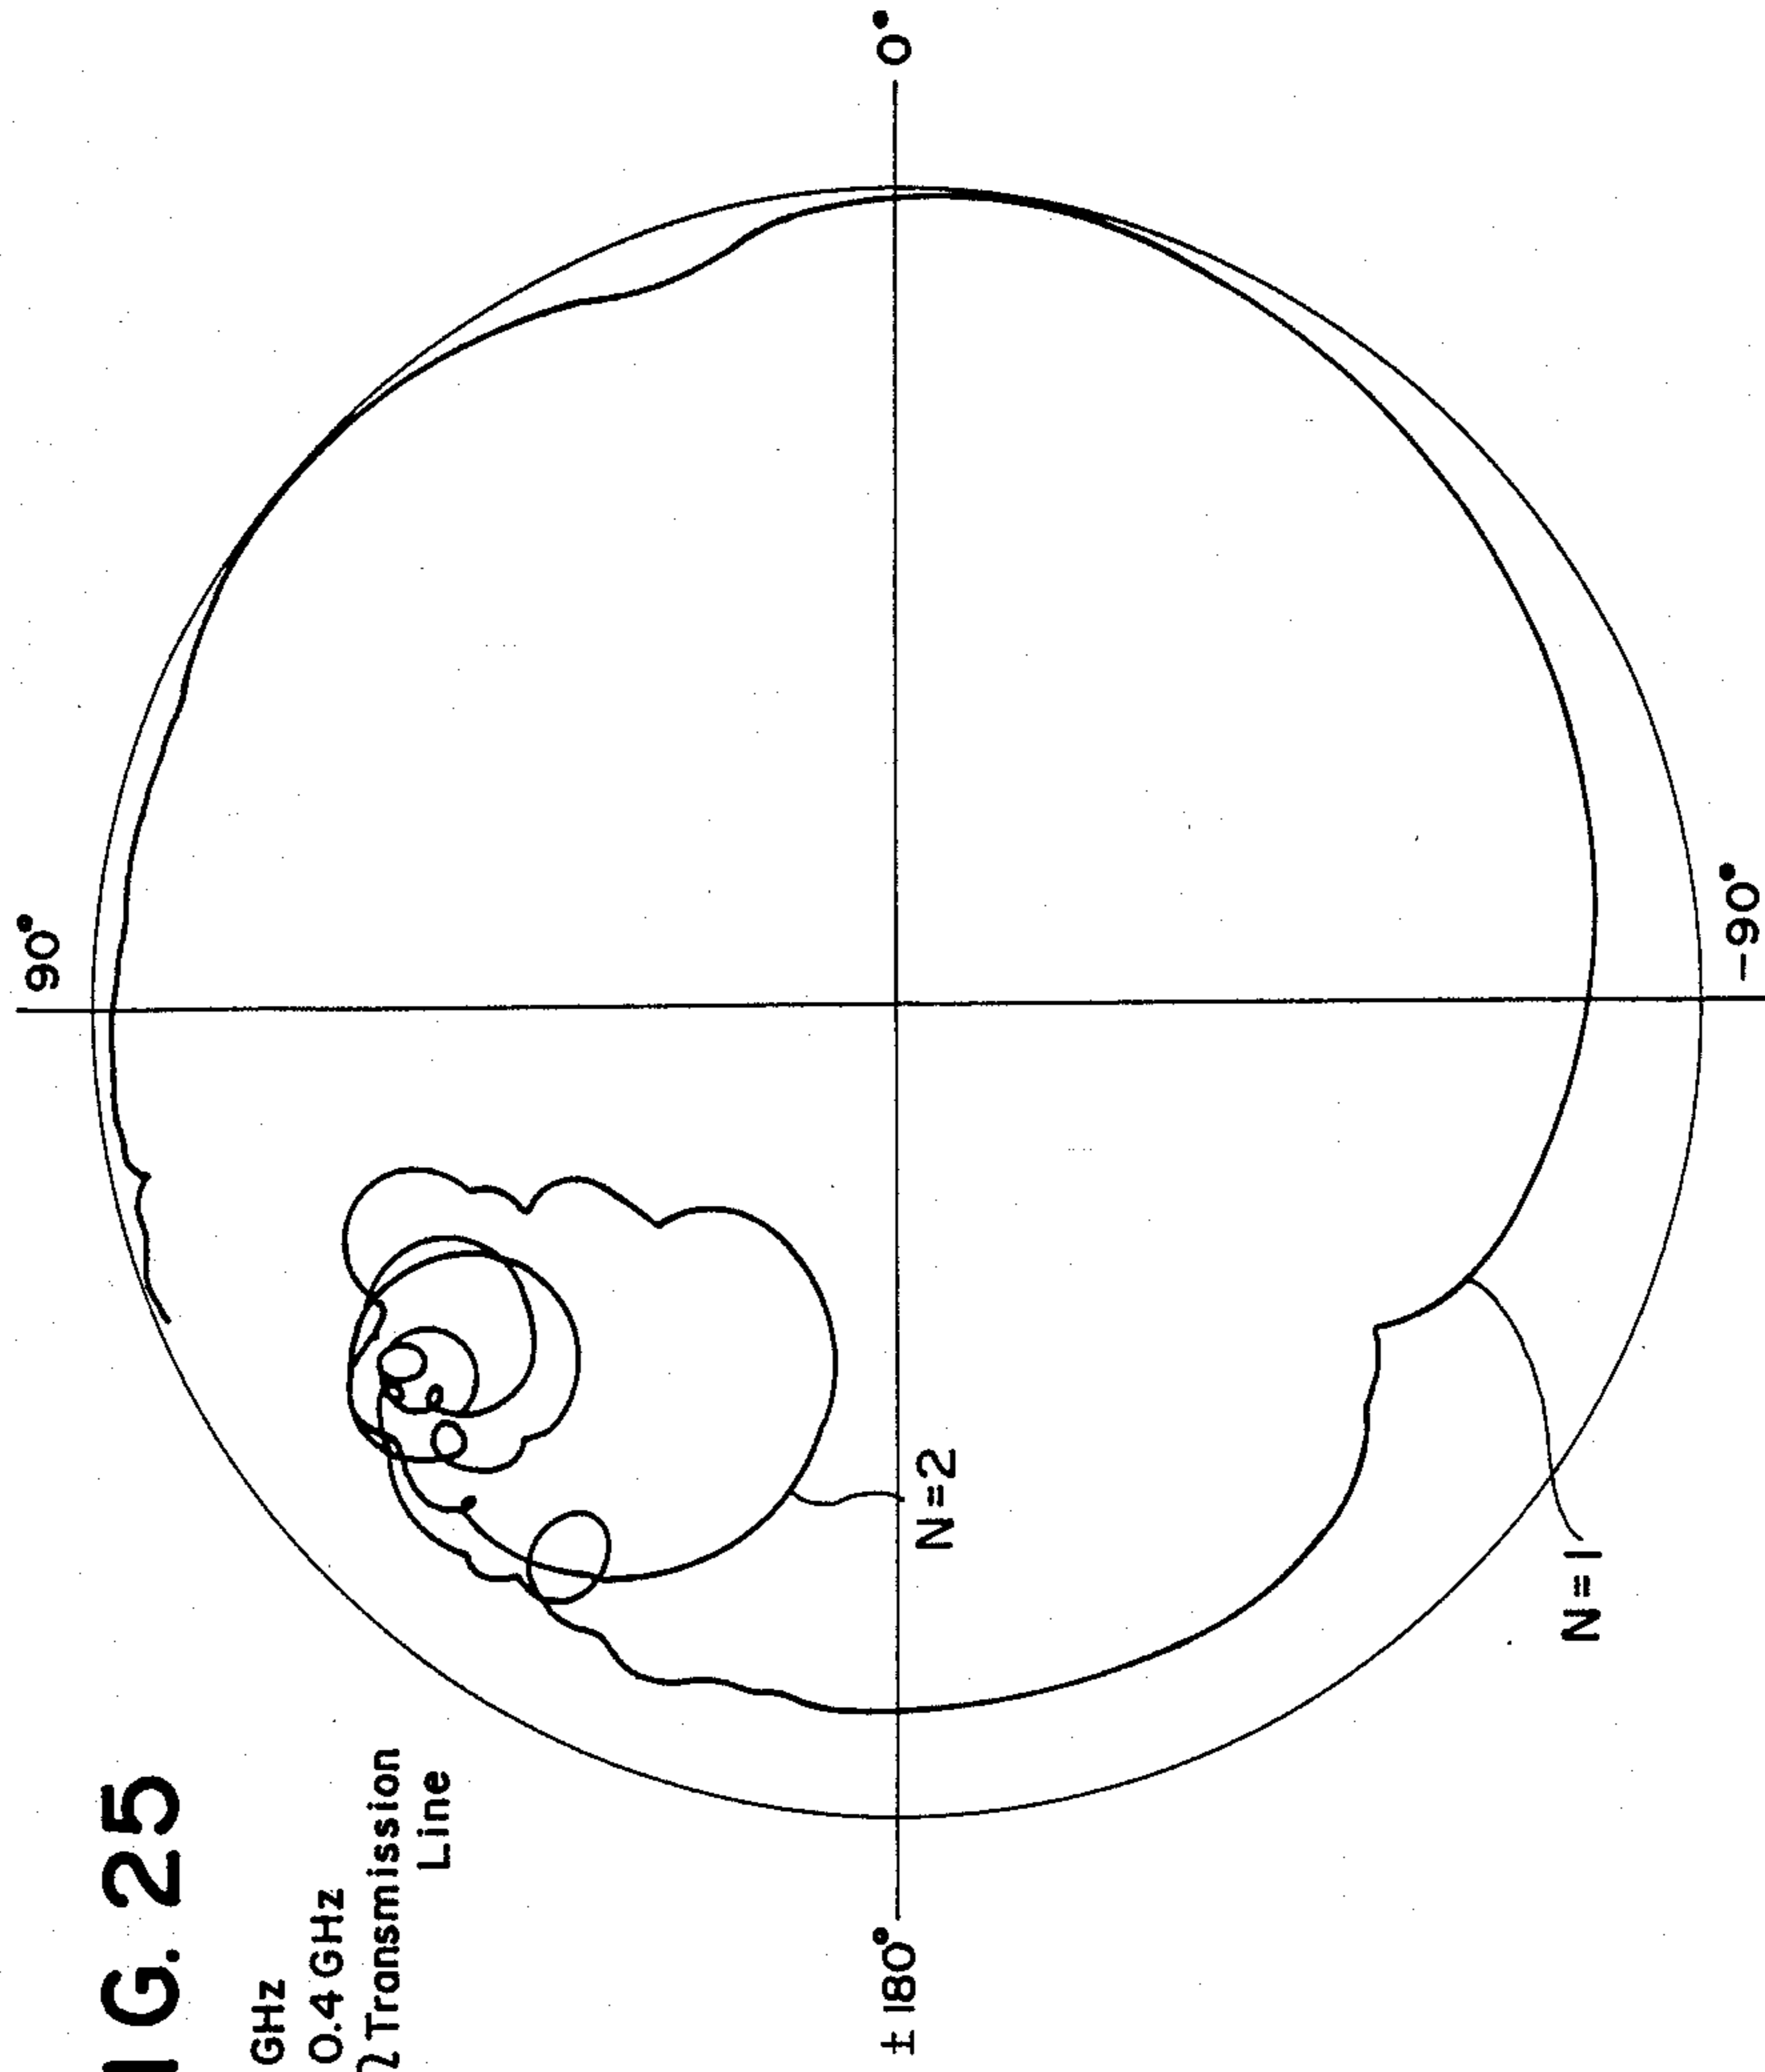 IG. 25
GHz
0.4 GHz
Ω Transmission
Line
90°
0°
± 180°
-90°
N=2
N=1